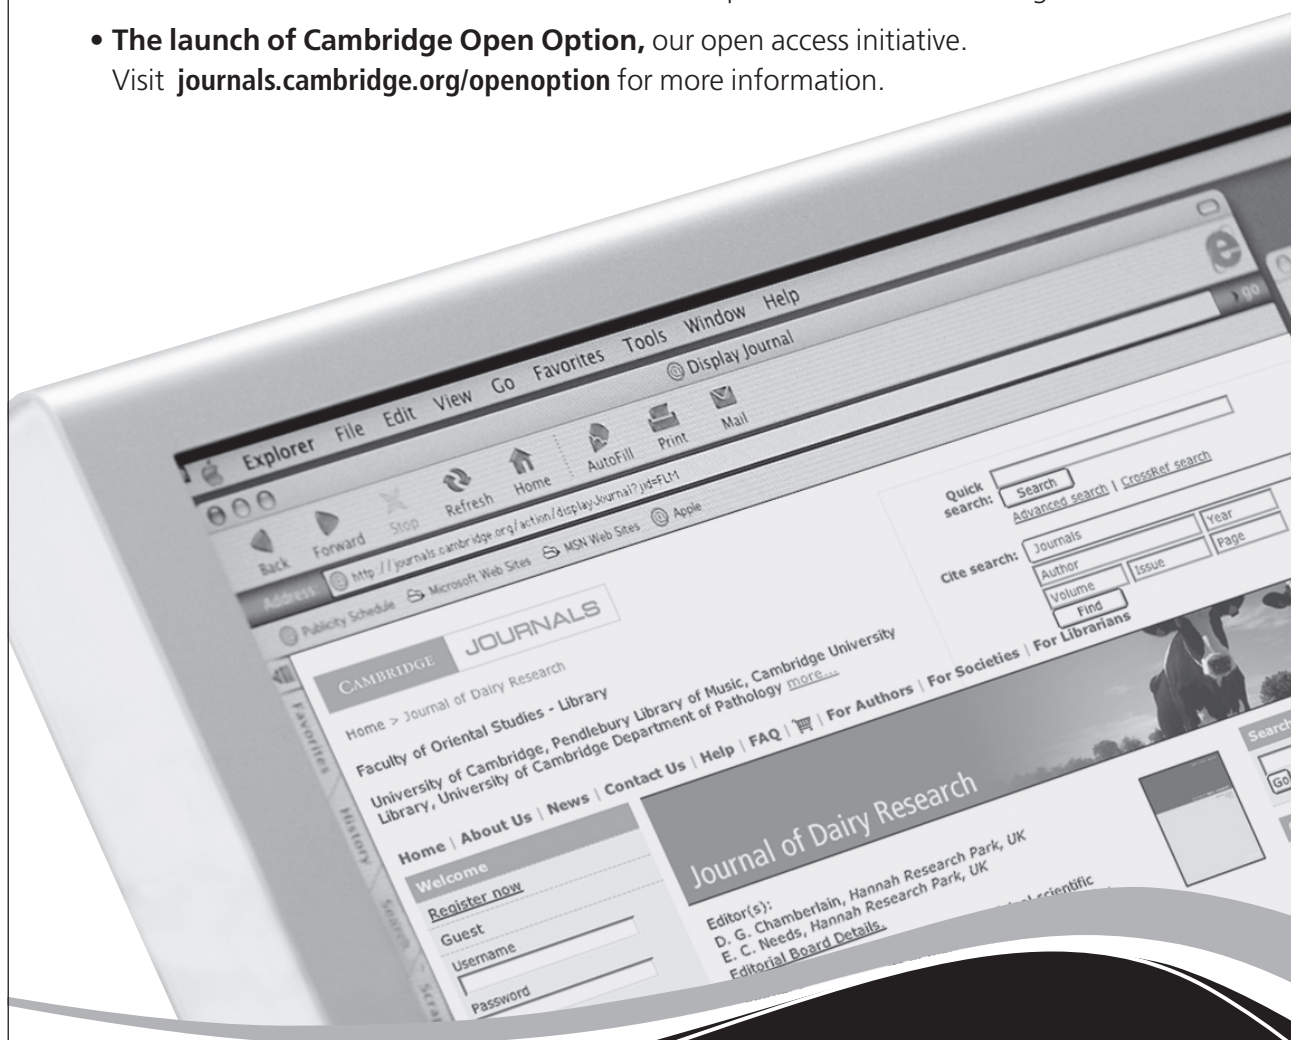 • The launch of Cambridge Open Option, our open access initiative.
Visit journals.cambridge.org/openoption for more information.
Explorer File Edit View Go Favorites Tools Window Help
Display Journal
Back Forward Stop Refresh Home AutoFill Print Mail
Address http://journals.cambridge.org/action/displayJournal?jid=FLM go
Publicity Schedule Microsoft Web Sites MSN Web Sites Apple
Favorites
History
Search
Scrap
CAMBRIDGE JOURNALS
Home > Journal of Dairy Research
Faculty of Oriental Studies - Library
University of Cambridge, Pendlebury Library of Music, Cambridge University
Library, University of Cambridge Department of Pathology more...
Quick
search:
Search
Advanced search | CrossRef search
Cite search:
Journals Year
Author Page
Volume Issue
Find
Home | About Us | News | Contact Us | Help | FAQ | | For Authors | For Societies | For Librarians
Welcome
Register now
Guest
Username
Password
Journal of Dairy Research
Editor(s):
D. G. Chamberlain, Hannah Research Park, UK
E. C. Needs, Hannah Research Park, UK
Editorial Board Details.
scientific
Search
Go